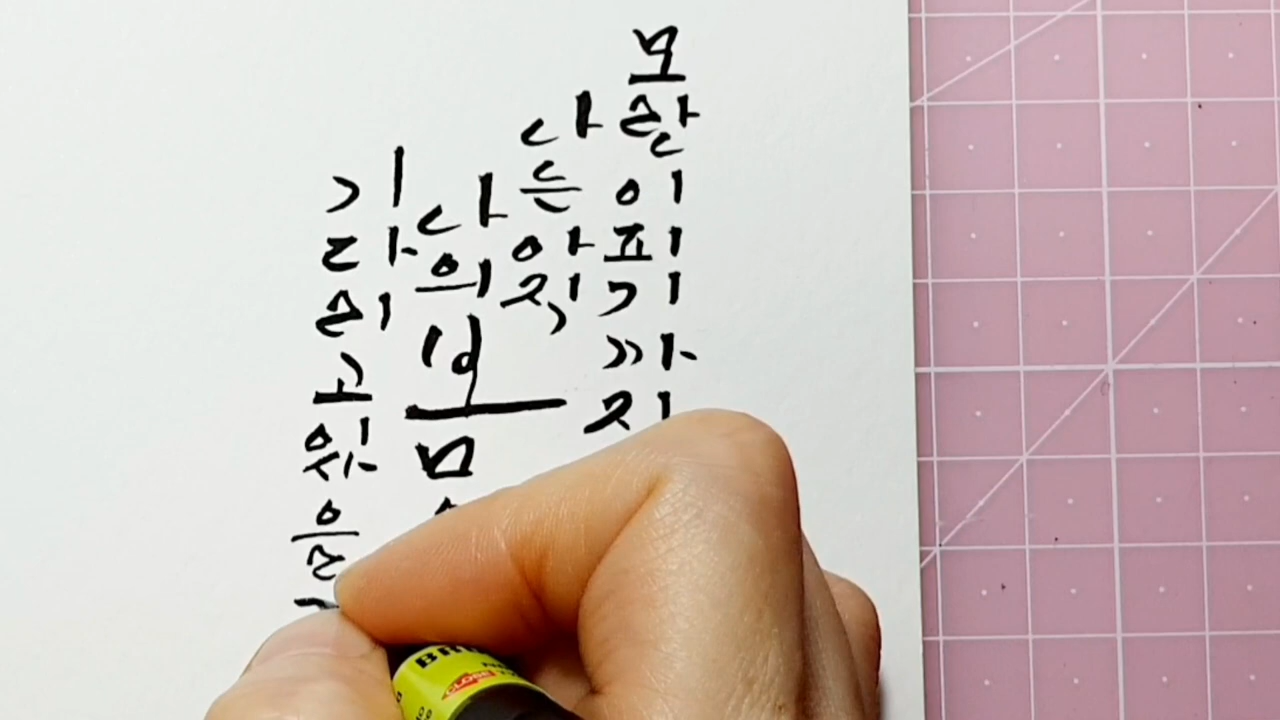 모란이피기까지
나는아직
나의봄
기다리고있을